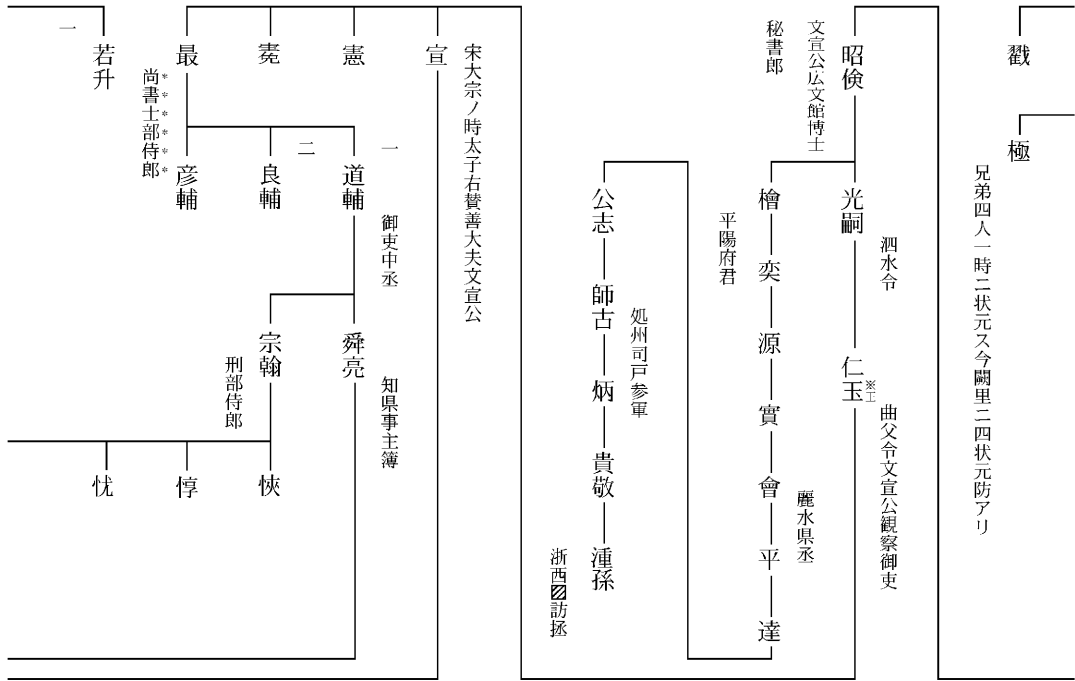 戳
極
兄弟四人一時ニ状元ス今闕里ニ四状元防アリ
昭倹
文宣公広文館博士
秘書郎
光嗣
泗水令
仁玉
※王
曲父令文宣公観察御吏
檜
平陽府君
奕
源
實
會
麗水県丞
平
達
公志
師古
処州司戸参軍
炳
貴敬
湩孫
浙西▨訪拯
宣
宋大宗ノ時太子右賛善大夫文宣公
憲
最
尚書士部侍郎
******
一
道輔
御吏中丞
二
良輔
彦輔
舜亮
知県事主簿
宗翰
刑部侍郎
恢
惇
忱
若升
一